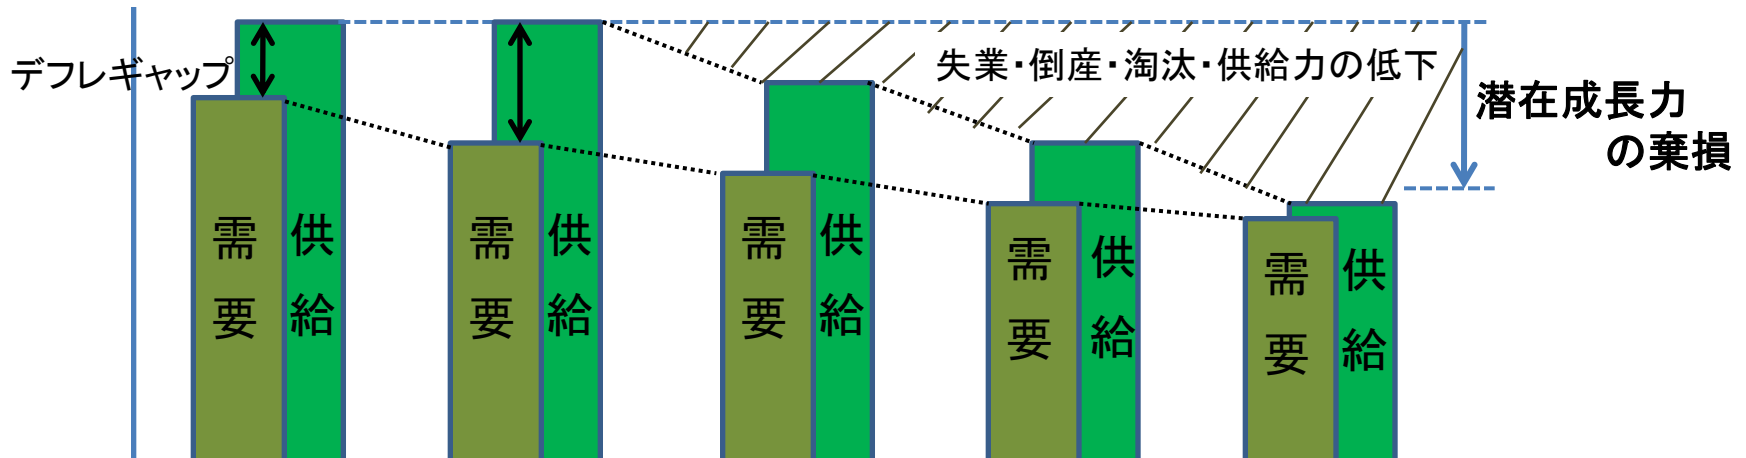 デフレギャップ
失業・倒産・淘汰・供給力の低下
潜在成長力
の棄損
需要
供給
需要
供給
需要
供給
需要
供給
需要
供給